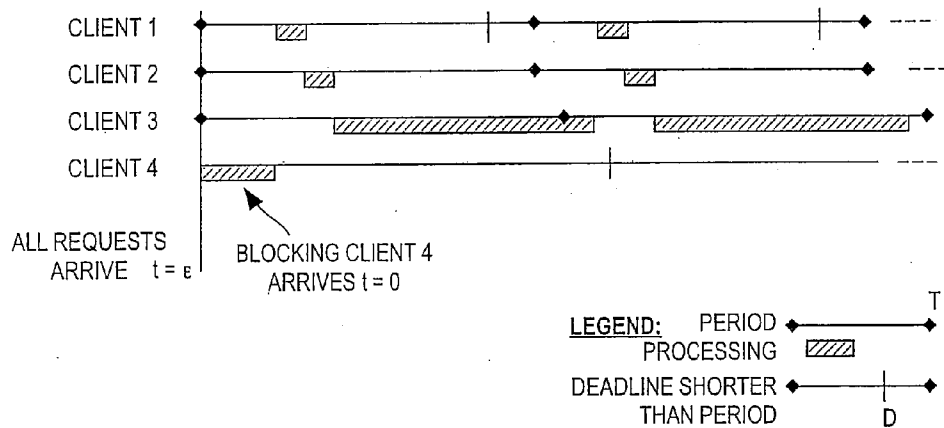 CLIENT 1
CLIENT 2
CLIENT 3
CLIENT 4
ALL REQUESTS
ARRIVE t = ε
BLOCKING CLIENT 4
ARRIVES t = 0
T
LEGEND: PERIOD
PROCESSING
DEADLINE SHORTER
THAN PERIOD
D